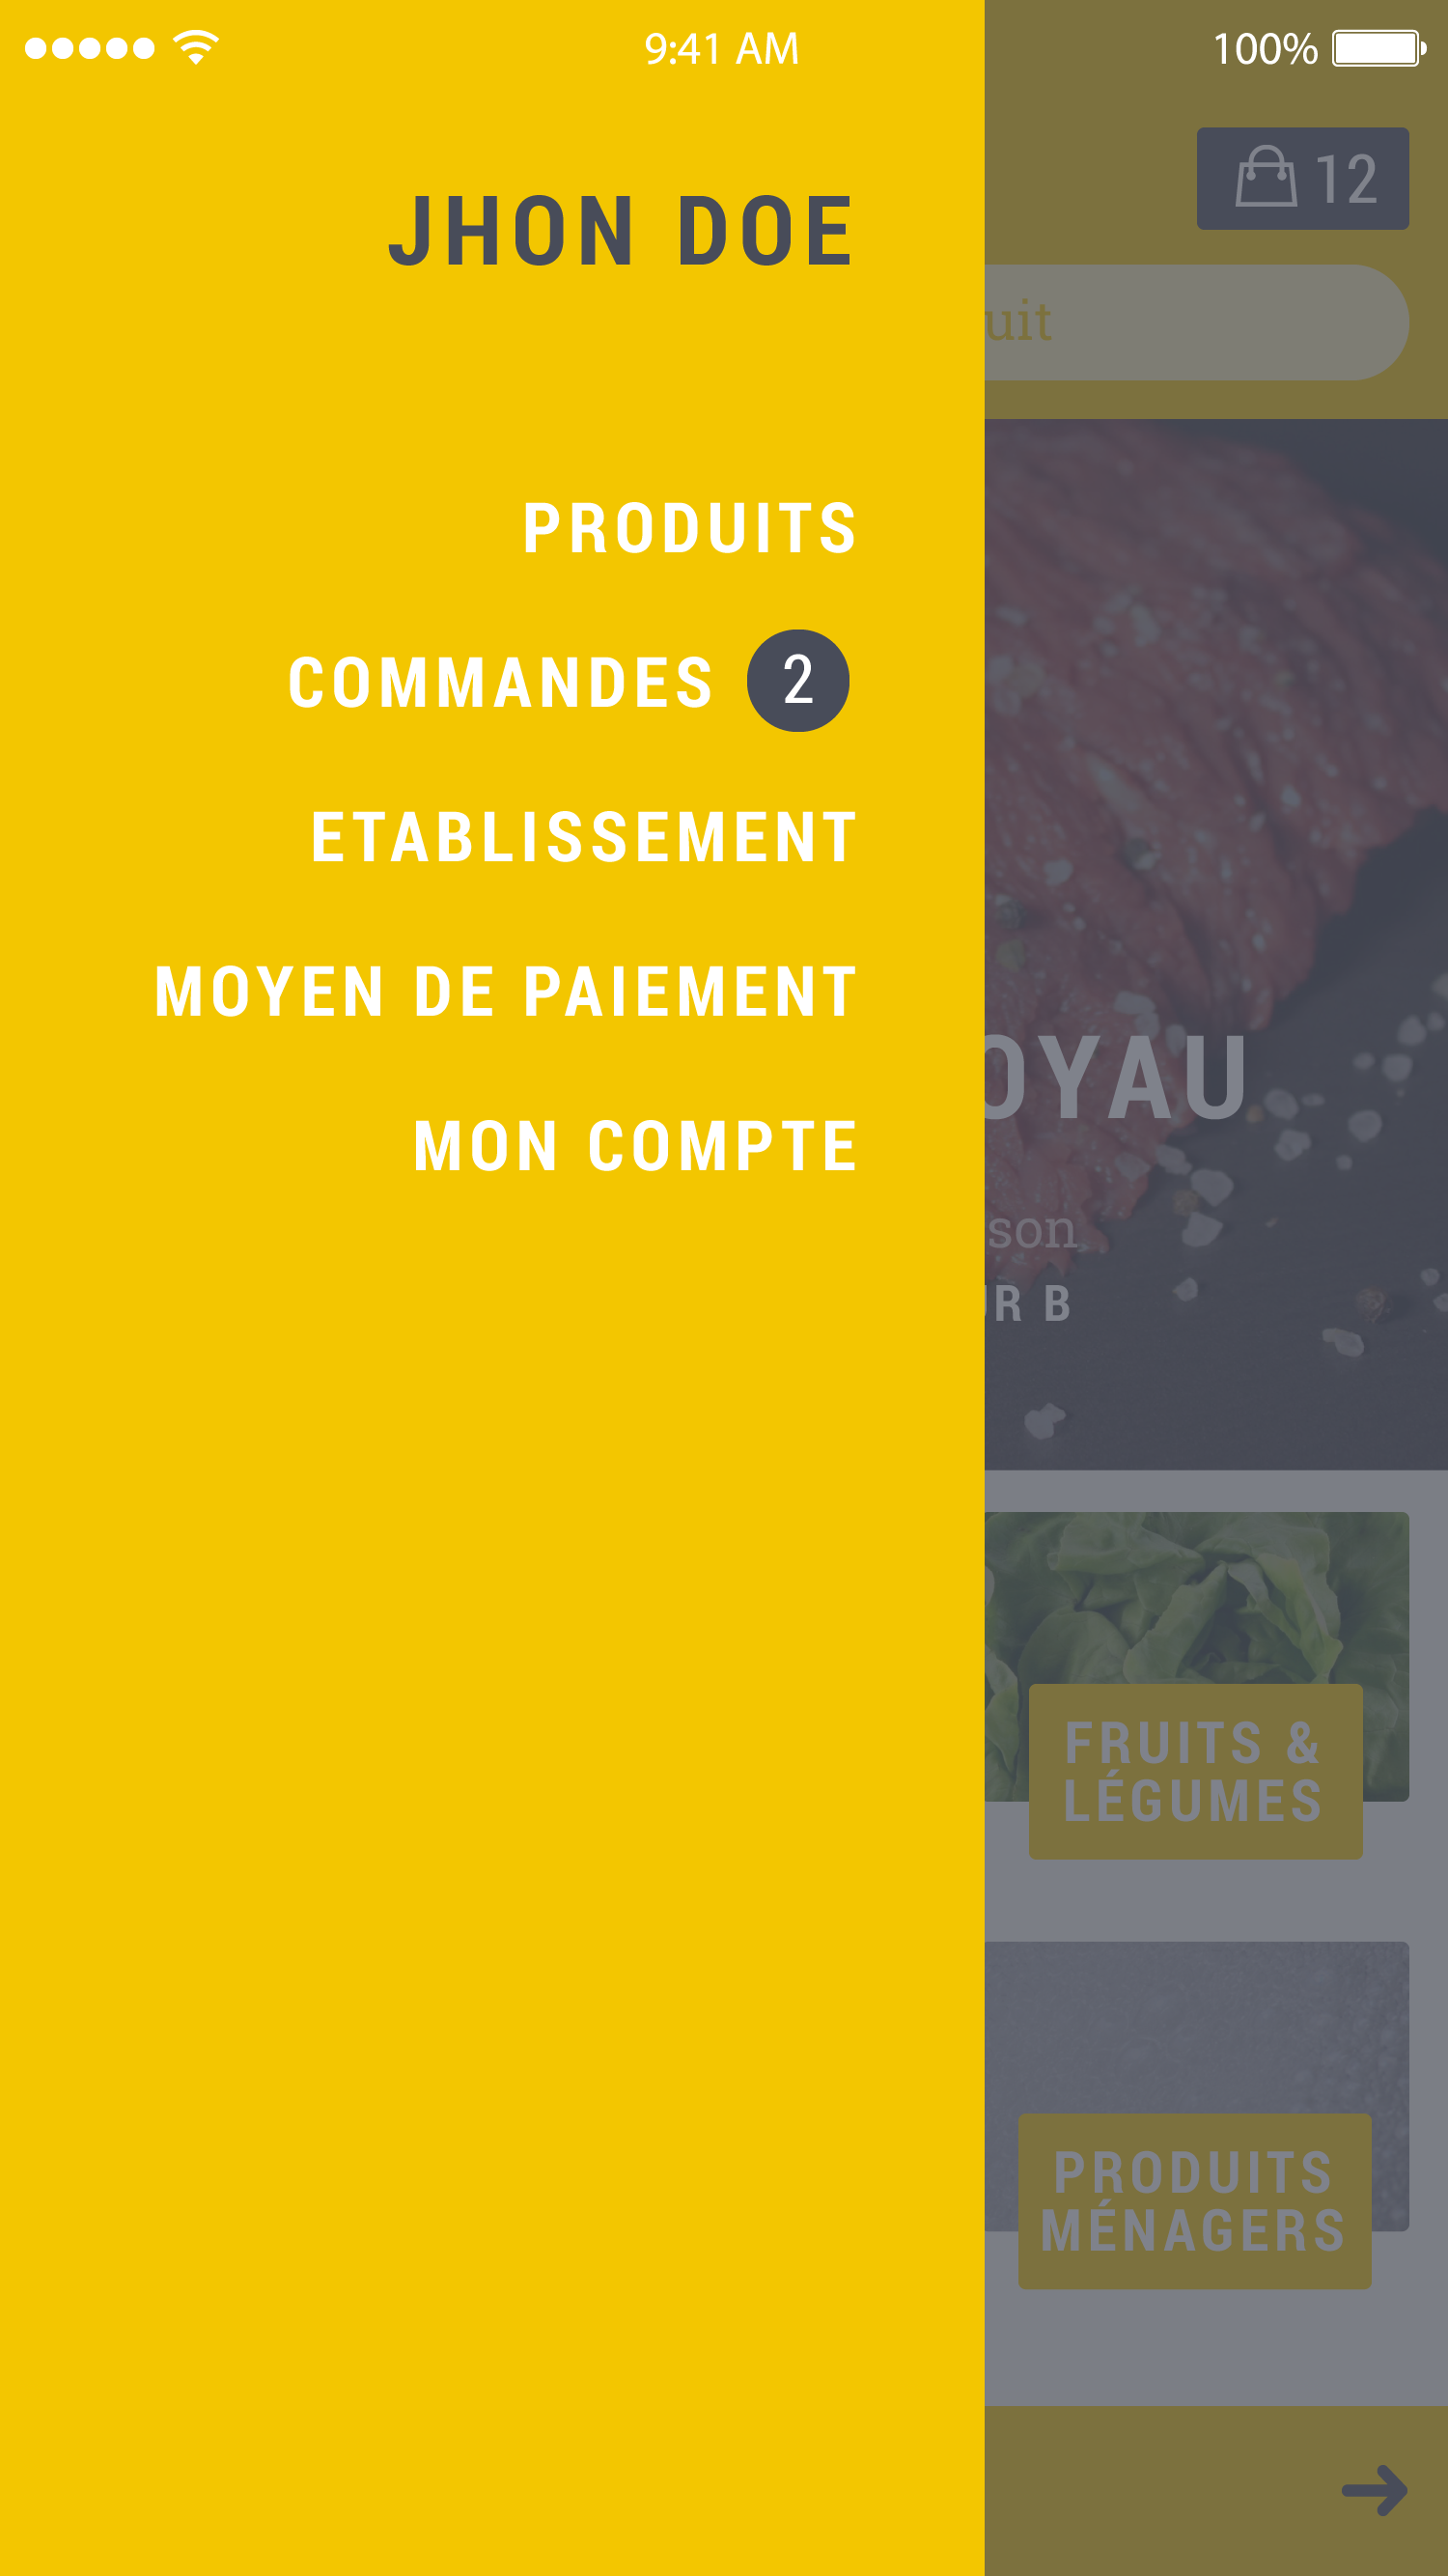 9:41 AM
100%
12
JHON DOE
uit
PRODUITS
COMMANDES 2
ETABLISSEMENT
MOYEN DE PAIEMENT
OYAU
MON COMPTE
son
R B
FRUITS &
LÉGUMES
PRODUITS
MÉNAGERS